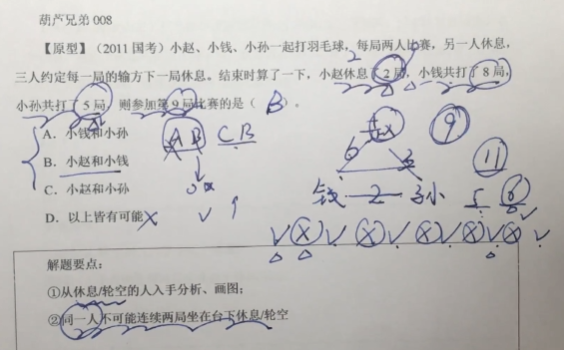 葫芦兄弟 008
【原型】（2011 国考）小赵、小钱、小孙一起打羽毛球，每局两人比赛，另一人休息，
三人约定每一局的输方下一局休息。结束时算了一下，小赵休息了 2 局，小钱共打了 8 局，
小孙共打了 5 局，则参加第 9 局比赛的是（ B ）。
A．小钱和小孙
B．小赵和小钱
C．小赵和小孙
D．以上皆有可能 X
A B C B
9
6 3 11
钱 2 孙 5 6
√ X √ X √ X √ X √ X √
解题要点：
①从休息/轮空的人入手分析、画图；
②同一人不可能连续两局坐在台下休息/轮空